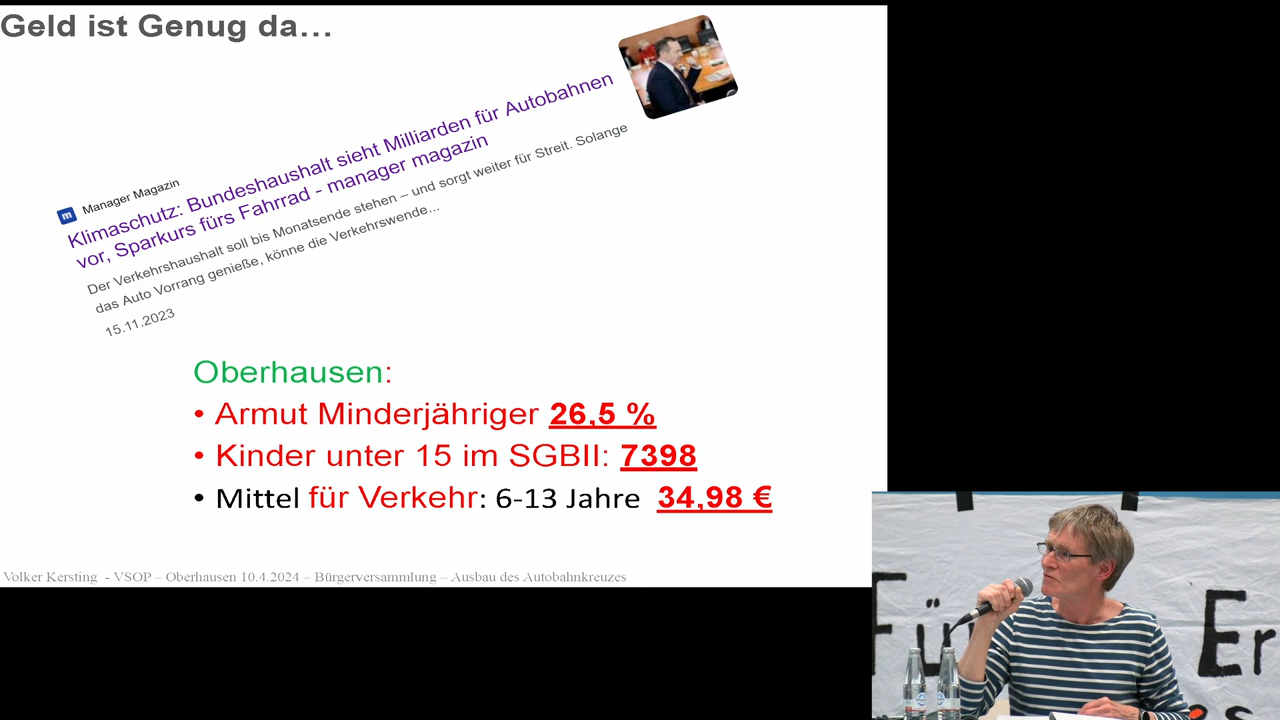 Geld ist Genug da…
Manager Magazin
Klimaschutz: Bundeshaushalt sieht Milliarden für Autobahnen
vor, Sparkurs fürs Fahrrad - manager magazin
Der Verkehrshaushalt soll bis Monatsende stehen – und sorgt weiter für Streit. Solange
das Auto Vorrang genieße, könne die Verkehrswende...
15.11.2023
Oberhausen:
• Armut Minderjähriger 26,5 %
• Kinder unter 15 im SGBII: 7398
• Mittel für Verkehr: 6-13 Jahre 34,98 €
Volker Kersting - VSOP – Oberhausen 10.4.2024 – Bürgerversammlung – Ausbau des Autobahnkreuzes
Für Er
es